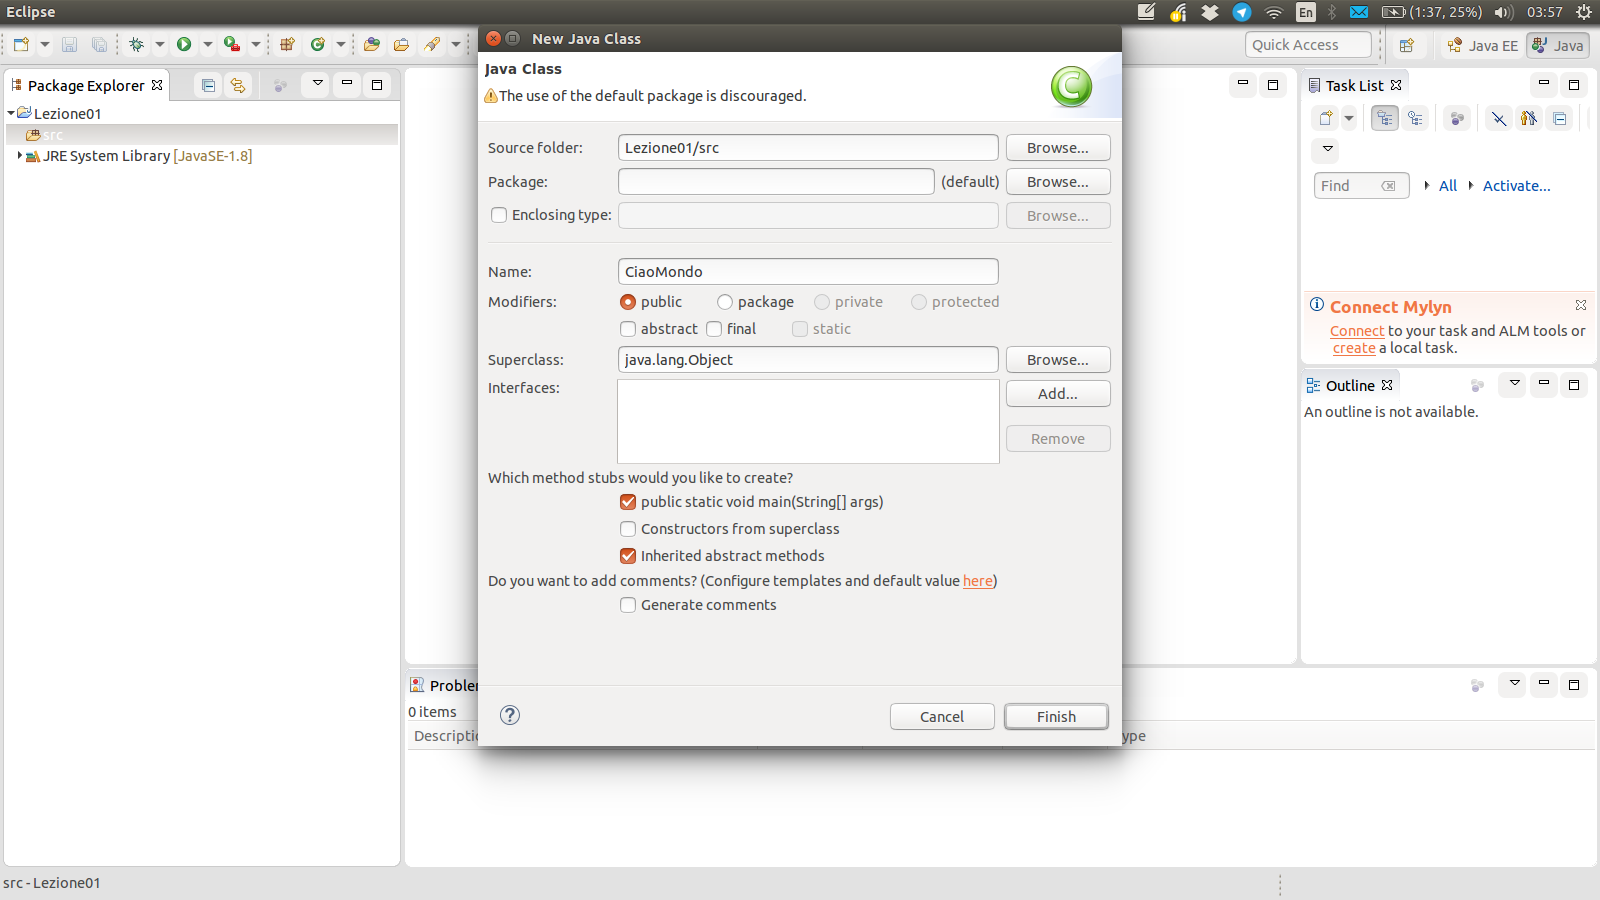 Eclipse
En
(1:37, 25%)
03:57
New Java Class
Quick Access
Java EE
Java
Package Explorer
Lezione01
src
JRE System Library [JavaSE-1.8]
Java Class
The use of the default package is discouraged.
Source folder:
Lezione01/src
Browse...
Package:
(default)
Browse...
Enclosing type:
Browse...
Name:
CiaoMondo
Modifiers:
public
package
private
protected
abstract
final
static
Superclass:
java.lang.Object
Browse...
Interfaces:
Add...
Remove
Which method stubs would you like to create?
public static void main(String[] args)
Constructors from superclass
Inherited abstract methods
Do you want to add comments? (Configure templates and default value here)
Generate comments
Cancel
Finish
Task List
Find
All
Activate...
Connect Mylyn
Connect to your task and ALM tools or
create a local task.
Outline
An outline is not available.
Problem
0 items
Descriptio
ype
src - Lezione01